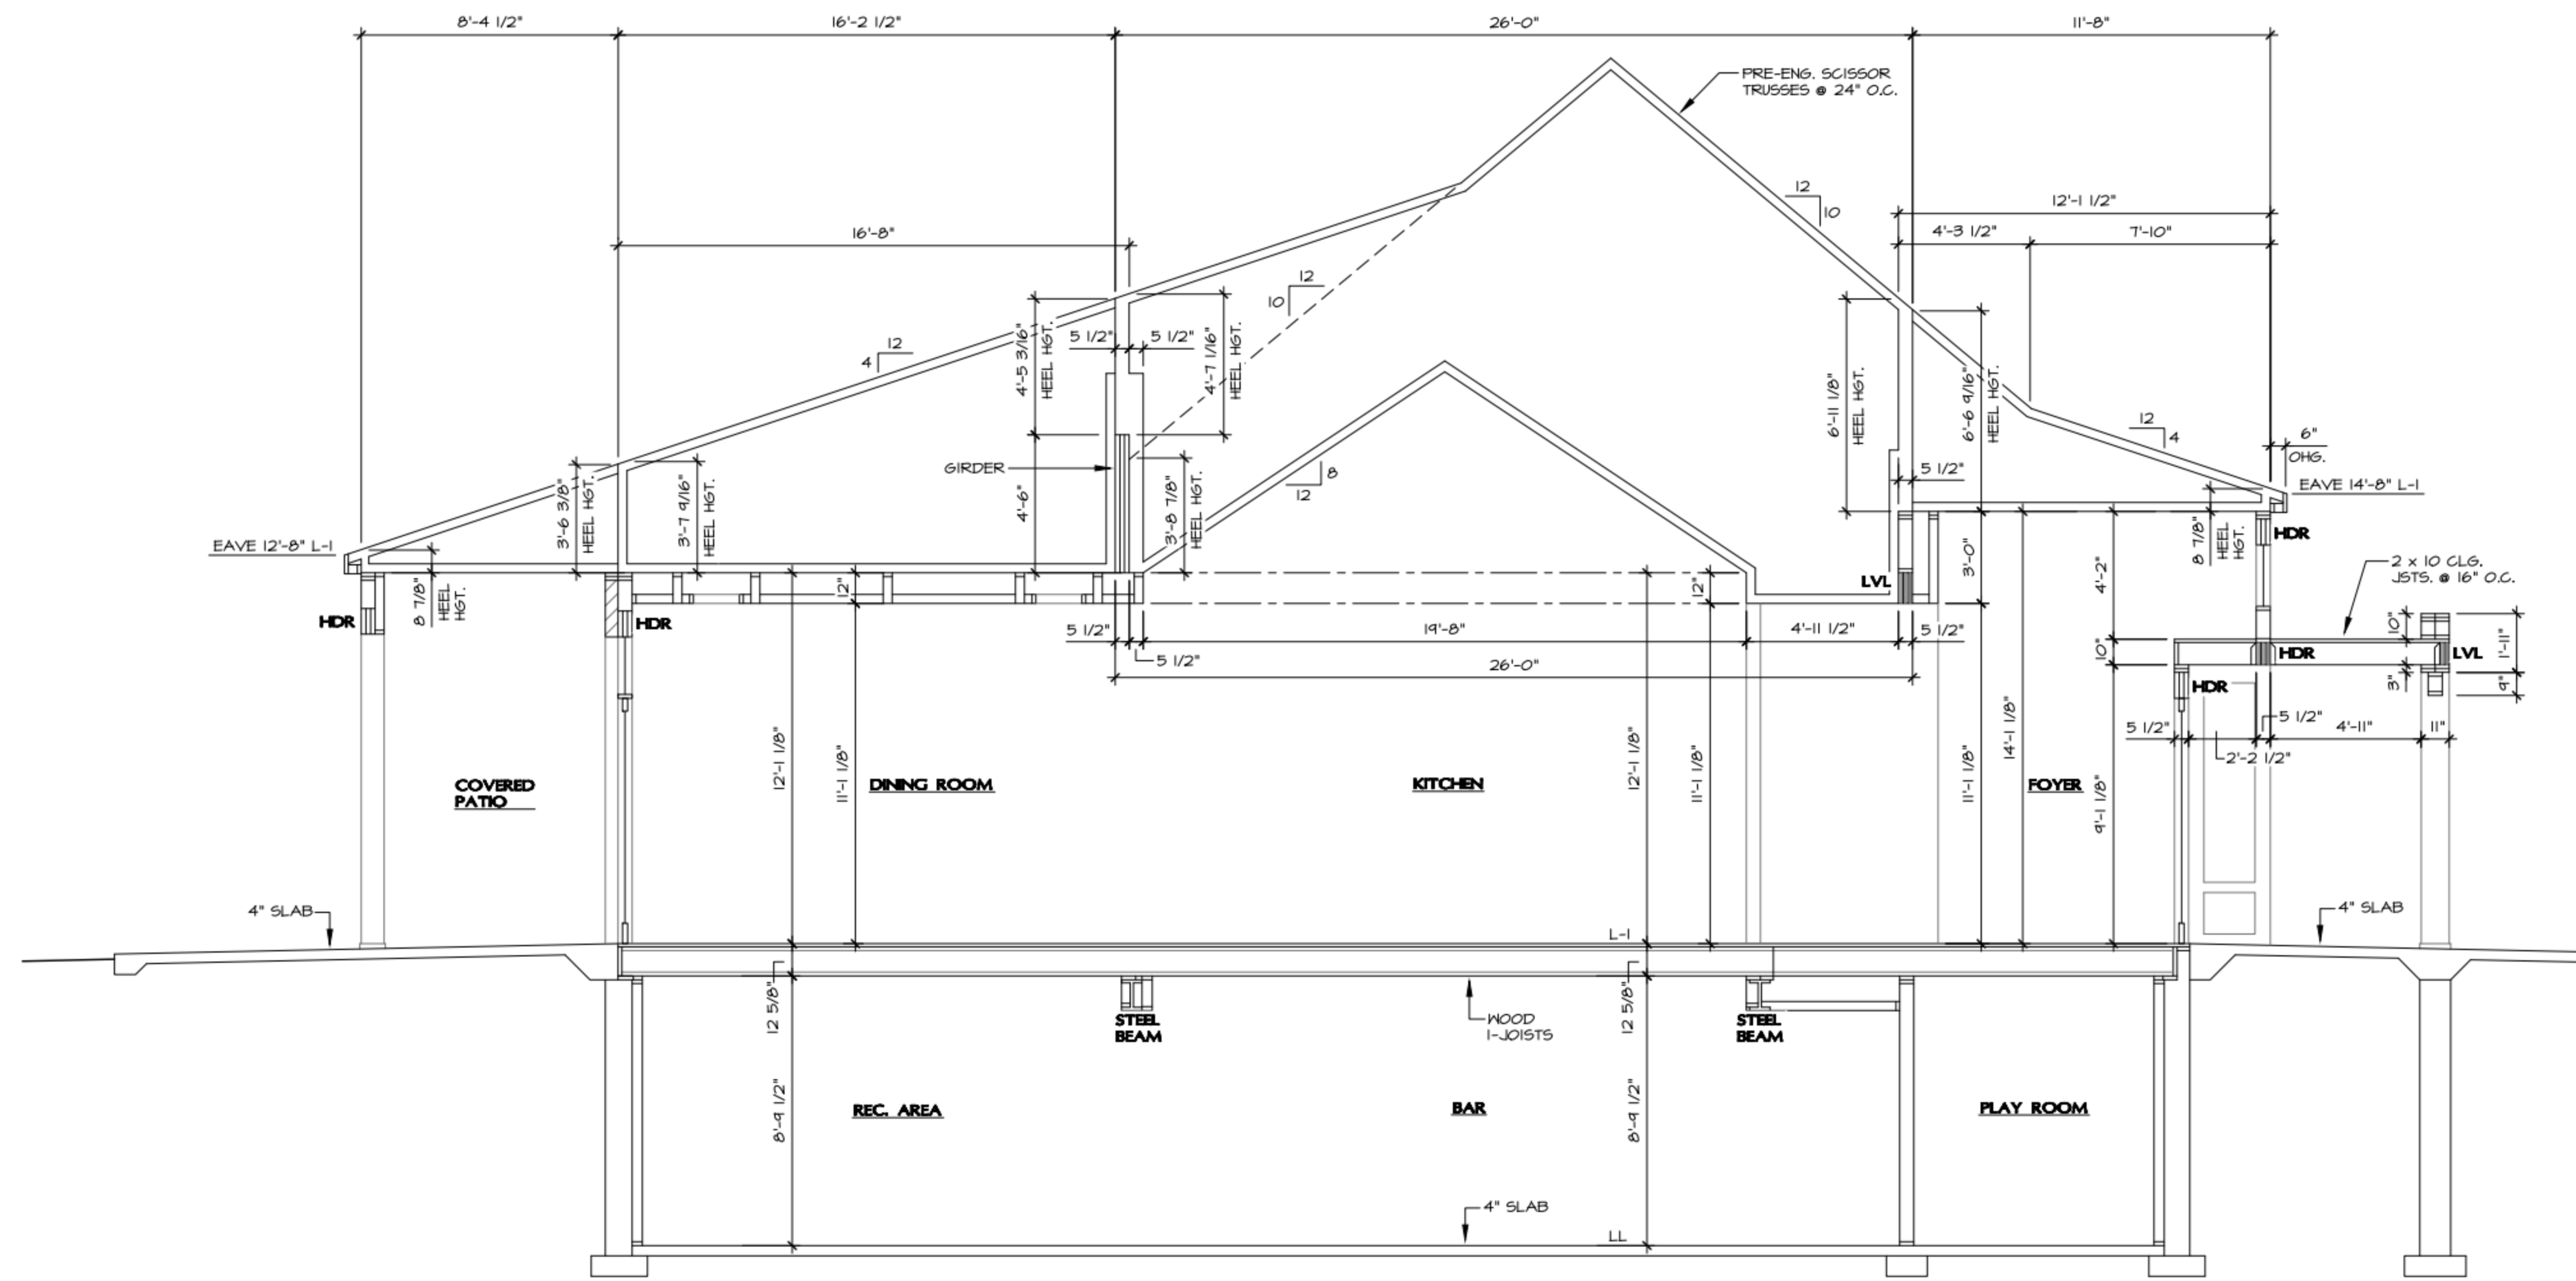 8'-4 1/2"
16'-2 1/2"
26'-0"
11'-8"
PRE-ENG. SCISSOR
TRUSSES @ 24" O.C.
12
10
12'-1 1/2"
4'-3 1/2"
7'-10"
16'-8"
12
10
12
4
5 1/2"
5 1/2"
4'-5 3/16"
HEEL HGT.
4'-7 1/16"
HEEL HGT.
6'-11 1/8"
HEEL HGT.
6'-6 9/16"
HEEL HGT.
12
4
6"
OHG.
EAVE 14'-8" L-1
GIRDER
8
12
5 1/2"
3'-6 3/8"
HEEL HGT.
3'-7 9/16"
HEEL HGT.
4'-6"
3'-8 7/8"
HEEL HGT.
8 7/8"
HEEL
HGT.
HDR
EAVE 12'-8" L-1
8 7/8"
HEEL
HGT.
3'-0"
4'-2"
2 x 10 CLG.
JSTS. @ 16" O.C.
12"
12"
LVL
HDR
HDR
5 1/2"
19'-8"
4'-11 1/2"
5 1/2"
5 1/2"
26'-0"
10"
10"
1'-11"
HDR
LVL
3"
9"
HDR
5 1/2"
5 1/2"
4'-11"
11"
2'-2 1/2"
12'-1 1/8"
11'-1 1/8"
12'-1 1/8"
11'-1 1/8"
11'-1 1/8"
14'-1 1/8"
9'-1 1/8"
COVERED
PATIO
DINING ROOM
KITCHEN
FOYER
4" SLAB
4" SLAB
L-1
12 5/8"
12 5/8"
STEEL
BEAM
WOOD
I-JOISTS
STEEL
BEAM
8'-9 1/2"
8'-9 1/2"
REC. AREA
BAR
PLAY ROOM
4" SLAB
LL